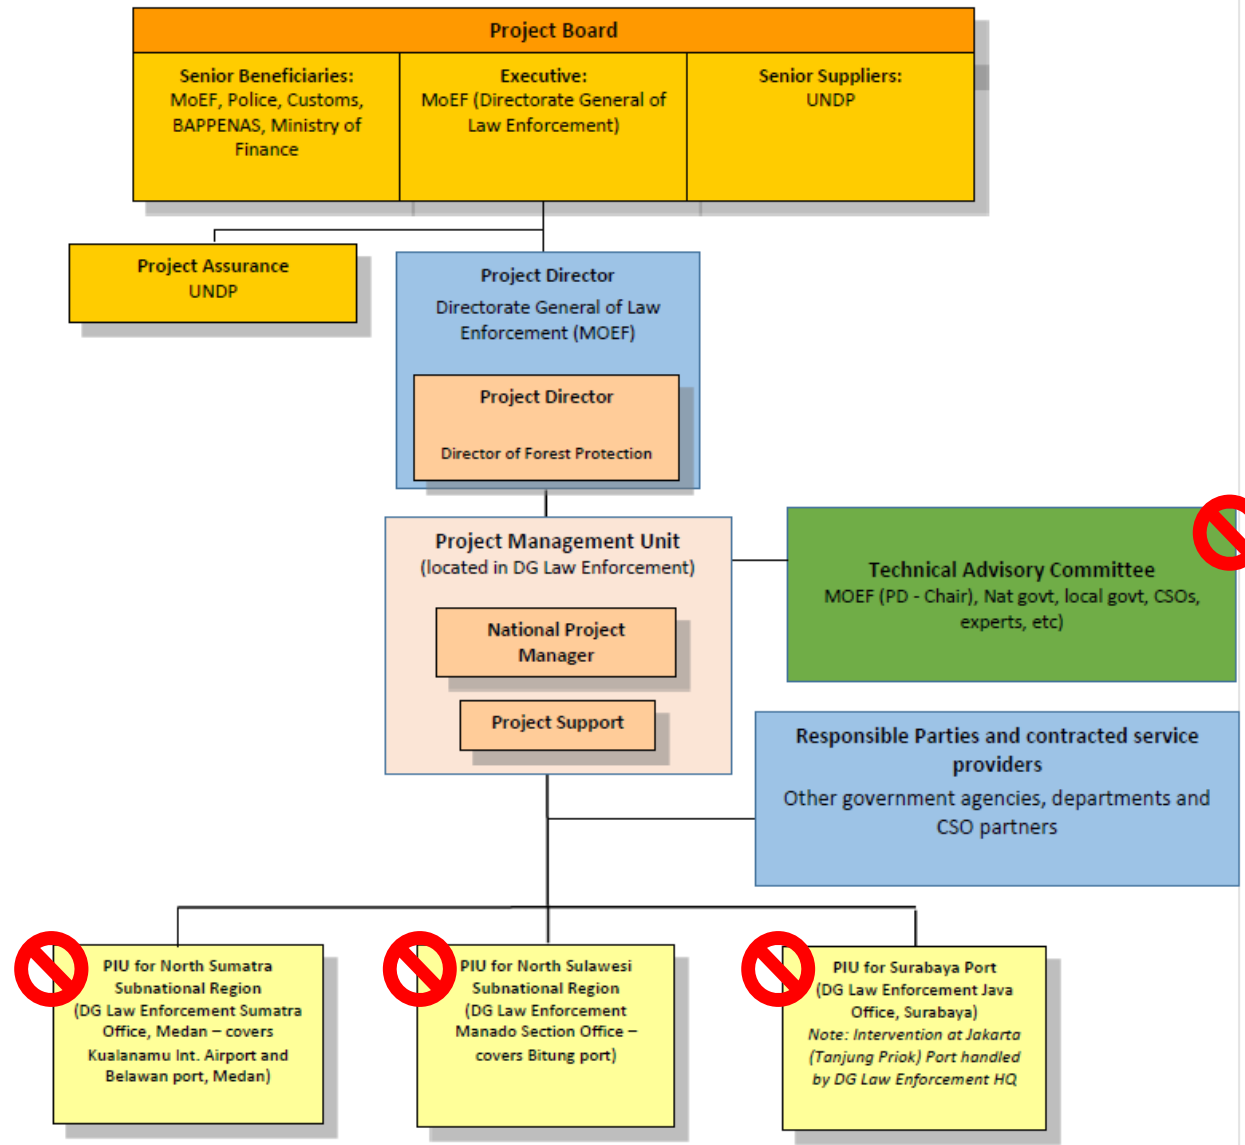 Project Board
Senior Beneficiaries:
MoEF, Police, Customs,
BAPPENAS, Ministry of
Finance
Executive:
MoEF (Directorate General of
Law Enforcement)
Senior Suppliers:
UNDP
Project Assurance
UNDP
Project Director
Directorate General of Law
Enforcement (MOEF)
Project Director
Director of Forest Protection
Project Management Unit
(located in DG Law Enforcement)
National Project
Manager
Project Support
Technical Advisory Committee
MOEF (PD - Chair), Nat govt, local govt, CSOs,
experts, etc)
Responsible Parties and contracted service
providers
Other government agencies, departments and
CSO partners
PIU for North Sumatra
Subnational Region
(DG Law Enforcement Sumatra
Office, Medan – covers
Kualanamu Int. Airport and
Belawan port, Medan)
PIU for North Sulawesi
Subnational Region
(DG Law Enforcement
Manado Section Office –
covers Bitung port)
PIU for Surabaya Port
(DG Law Enforcement Java
Office, Surabaya)
Note: Intervention at Jakarta
(Tanjung Priok) Port handled
by DG Law Enforcement HQ